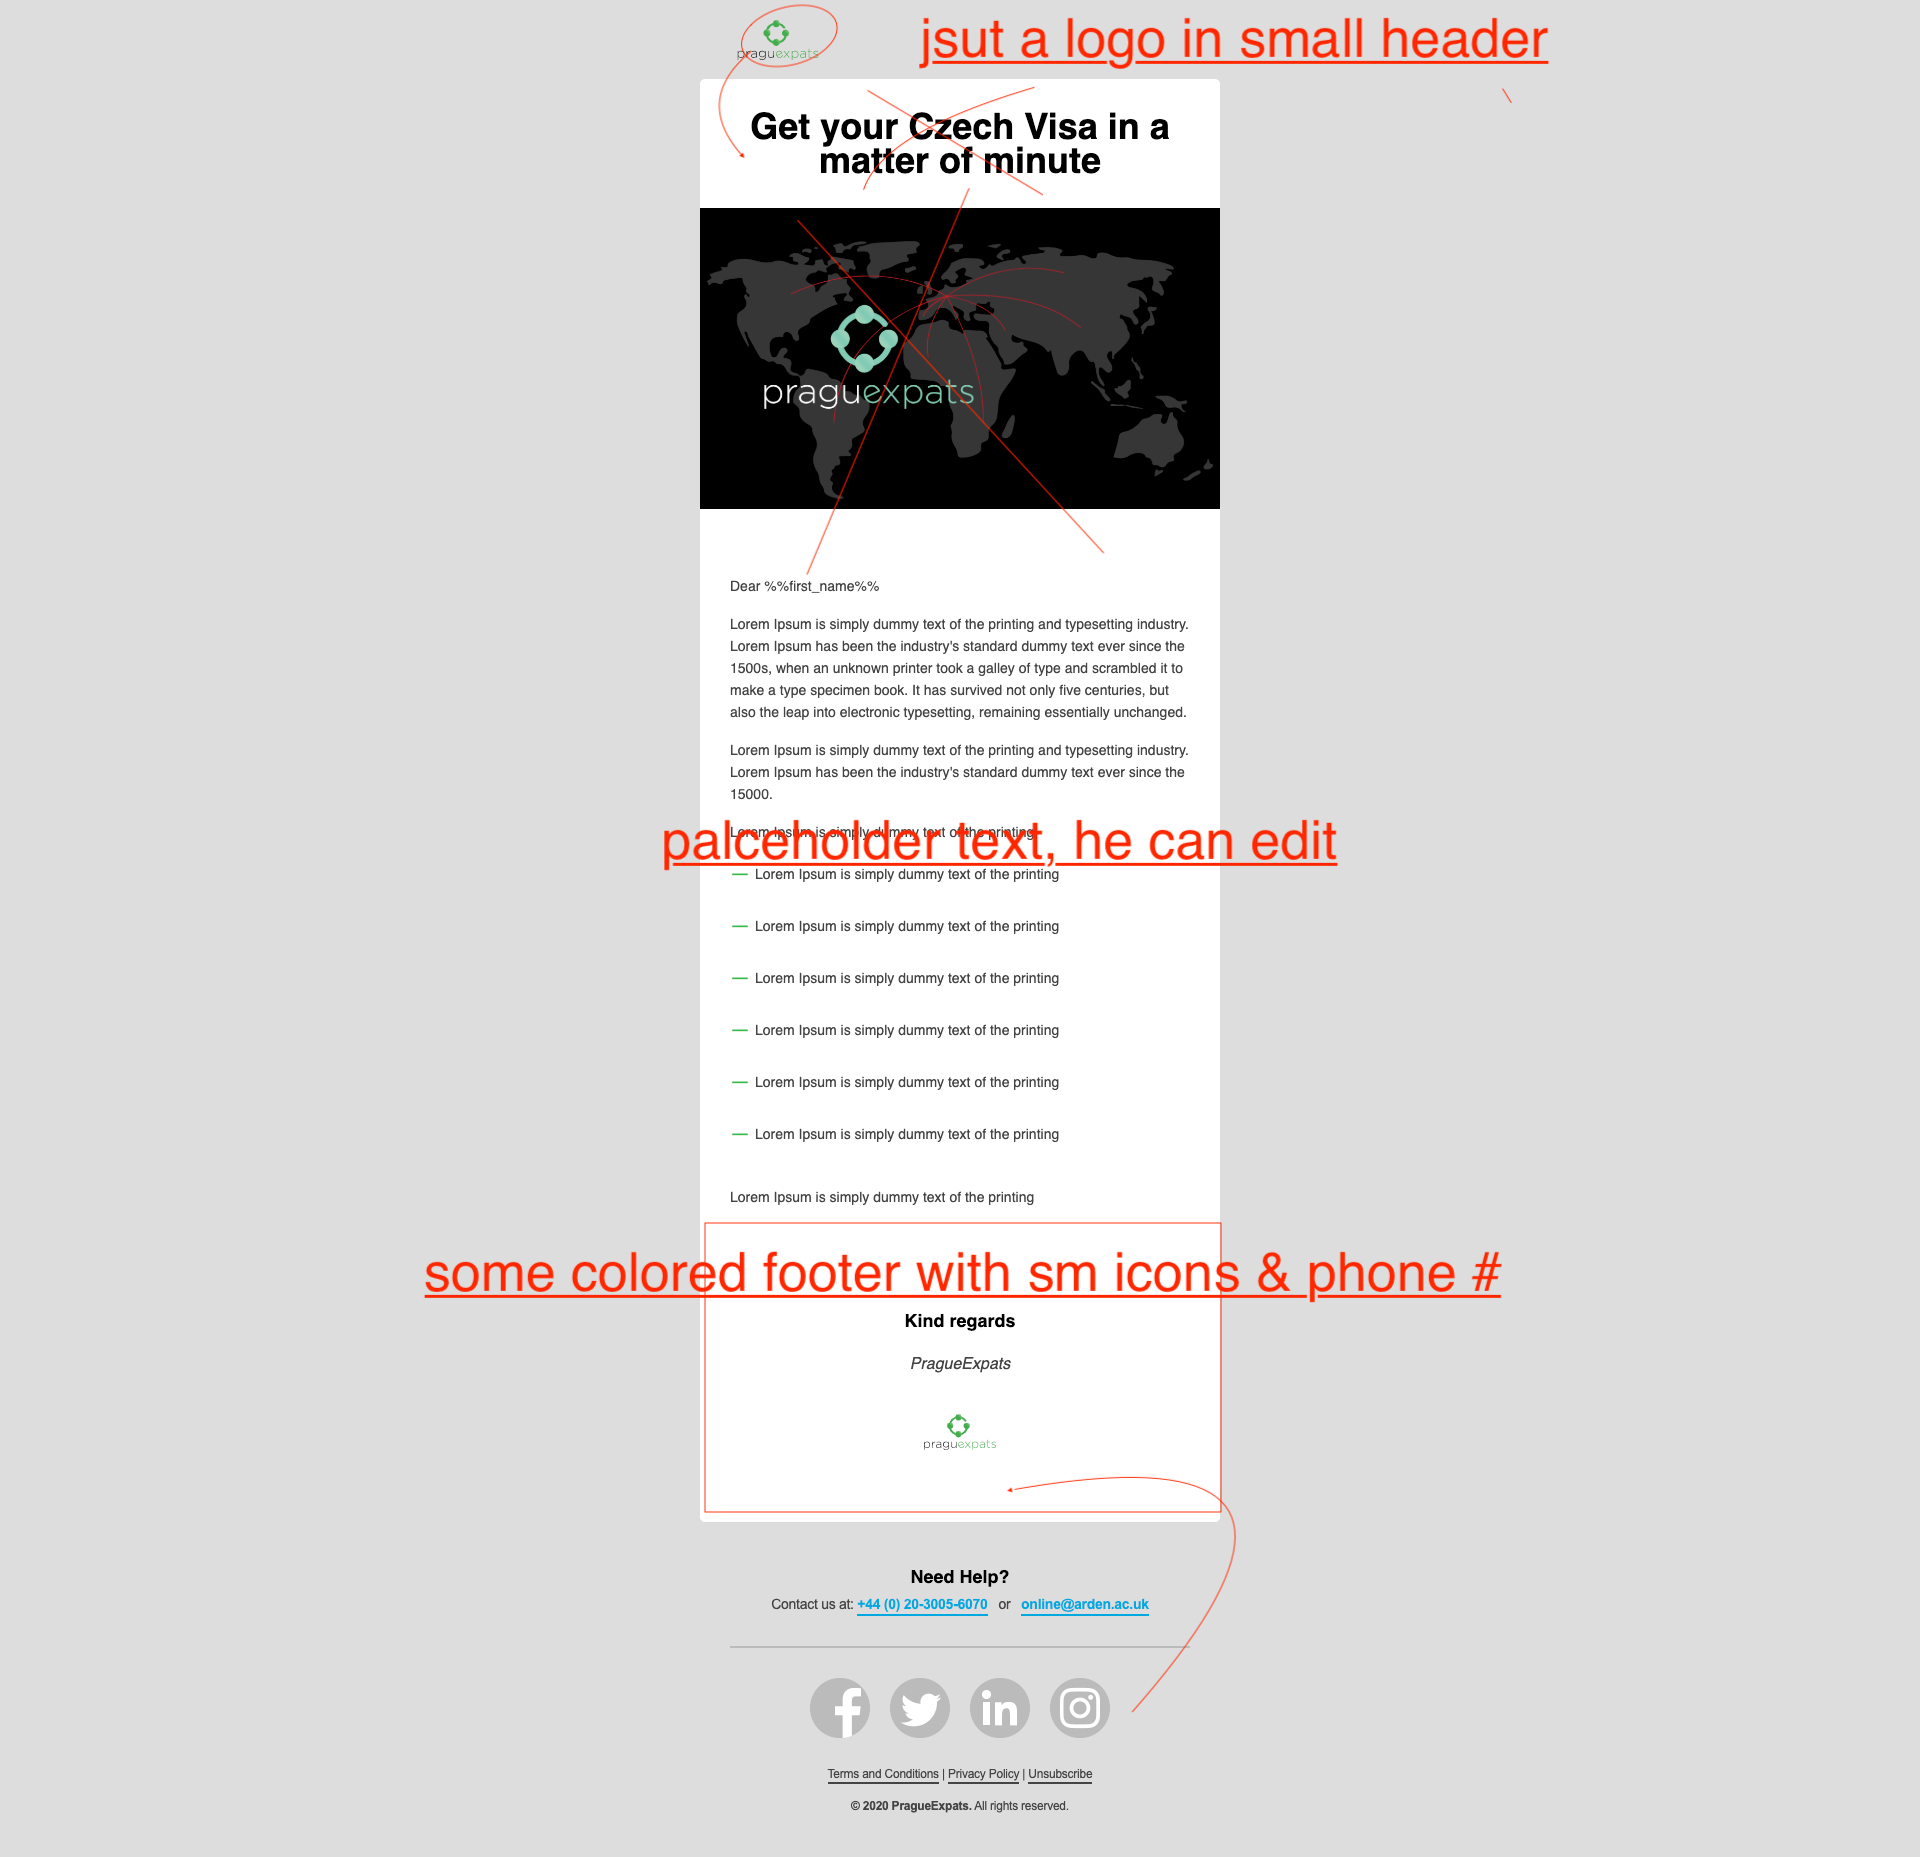 praguexpats
jsut a logo in small header
Get your Czech Visa in a
matter of minute
praguexpats
Dear %%first_name%%
Lorem Ipsum is simply dummy text of the printing and typesetting industry.
Lorem Ipsum has been the industry's standard dummy text ever since the
1500s, when an unknown printer took a galley of type and scrambled it to
make a type specimen book. It has survived not only five centuries, but
also the leap into electronic typesetting, remaining essentially unchanged.
Lorem Ipsum is simply dummy text of the printing and typesetting industry.
Lorem Ipsum has been the industry's standard dummy text ever since the
15000.
Lorem Ipsum is simply dummy text of the printing
palceholder text, he can edit
— Lorem Ipsum is simply dummy text of the printing
— Lorem Ipsum is simply dummy text of the printing
— Lorem Ipsum is simply dummy text of the printing
— Lorem Ipsum is simply dummy text of the printing
— Lorem Ipsum is simply dummy text of the printing
— Lorem Ipsum is simply dummy text of the printing
Lorem Ipsum is simply dummy text of the printing
some colored footer with sm icons & phone #
Kind regards
PragueExpats
praguexpats
Need Help?
Contact us at: +44 (0) 20-3005-6070 or online@arden.ac.uk
Terms and Conditions | Privacy Policy | Unsubscribe
© 2020 PragueExpats. All rights reserved.